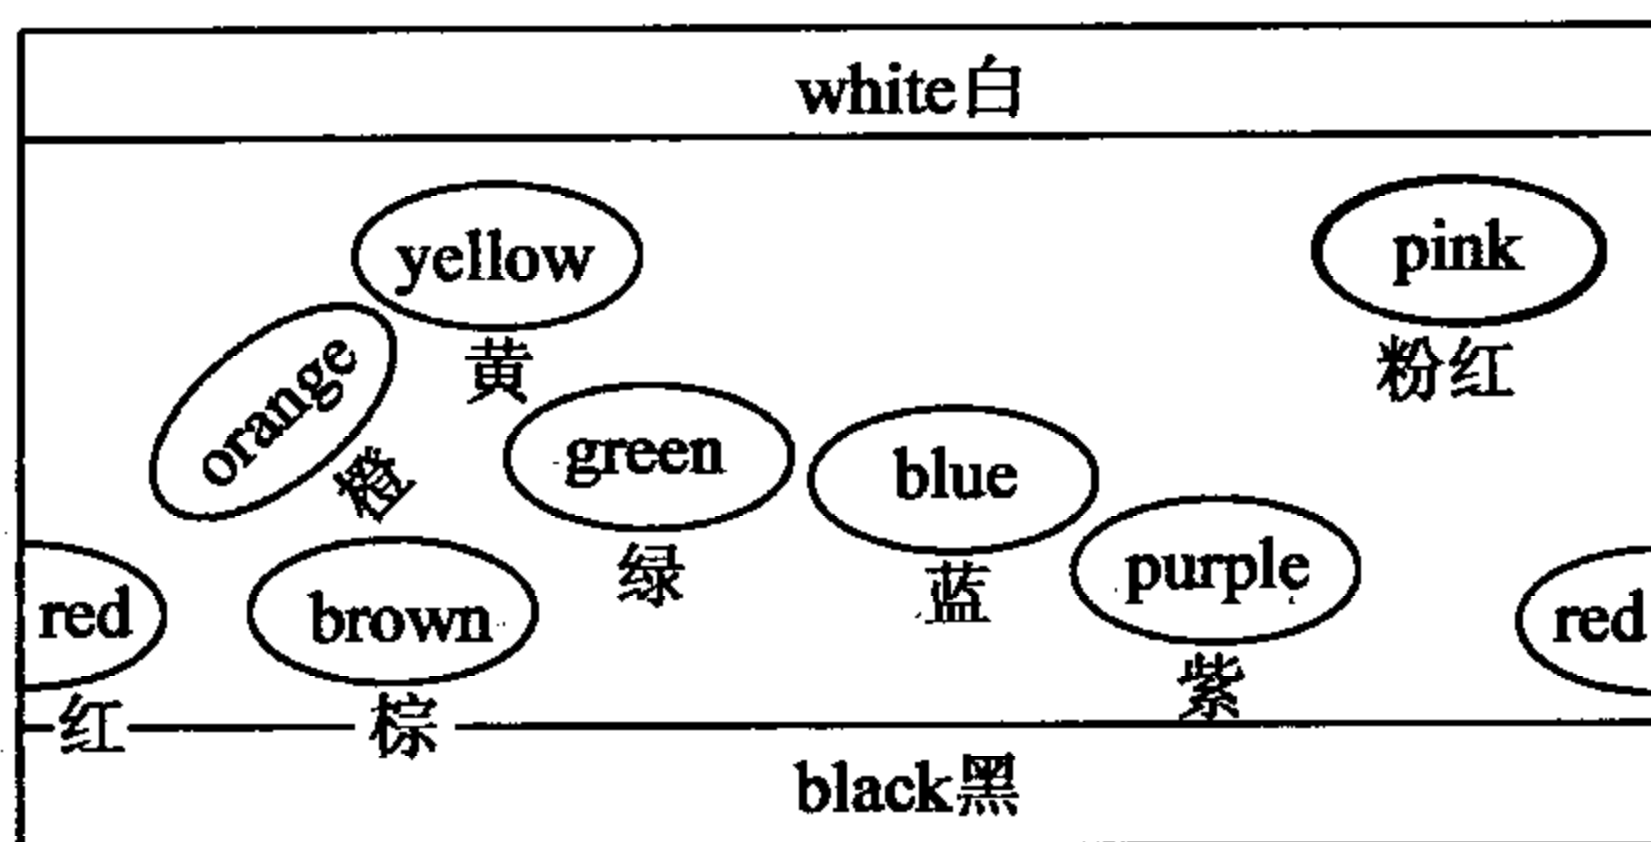 white白
yellow
黄
pink
粉红
orange
橙
green
绿
blue
蓝
purple
紫
red
红
brown
棕
red
black黑